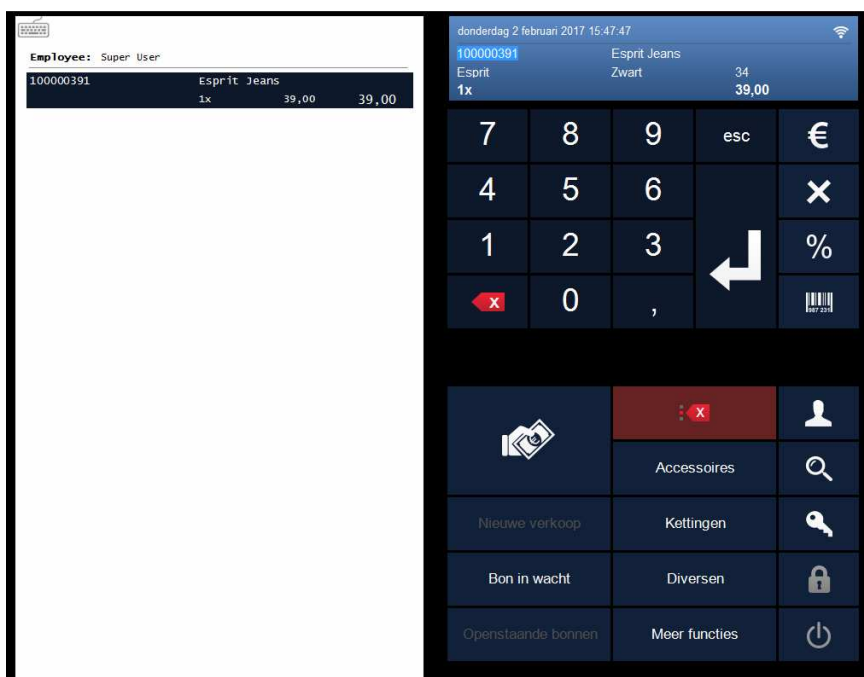 Employee: Super User
100000391 Esprit Jeans
1x 39,00 39,00
donderdag 2 februari 2017 15:47:47
100000391 Esprit Jeans
Esprit Zwart 34
1x 39,00
7 8 9 esc €
4 5 6
1 2 3 %
X 0 ,
X
Accessoires
Nieuwe verkoop Kettingen
Bon in wacht Diversen
Openstaande bonnen Meer functies